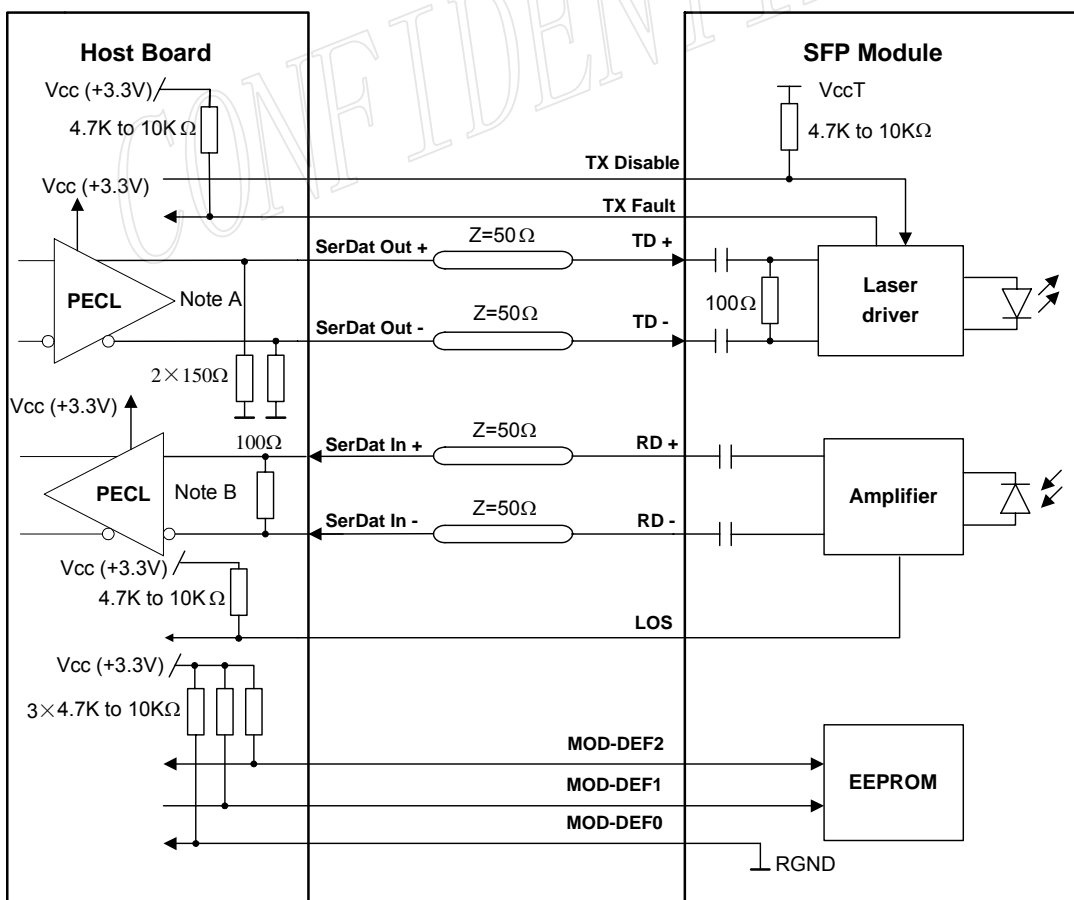 CONFIDENTI
Host Board
SFP Module
Vcc (+3.3V)
4.7K to 10KΩ
VccT
4.7K to 10KΩ
TX Disable
Vcc (+3.3V)
TX Fault
SerDat Out +
Z=50Ω
TD +
PECL
Note A
100Ω
Laser
driver
SerDat Out -
Z=50Ω
TD -
2×150Ω
Vcc (+3.3V)
100Ω
SerDat In +
Z=50Ω
RD +
PECL
Note B
Amplifier
SerDat In -
Z=50Ω
RD -
Vcc (+3.3V)
4.7K to 10KΩ
LOS
Vcc (+3.3V)
3×4.7K to 10KΩ
MOD-DEF2
EEPROM
MOD-DEF1
MOD-DEF0
RGND